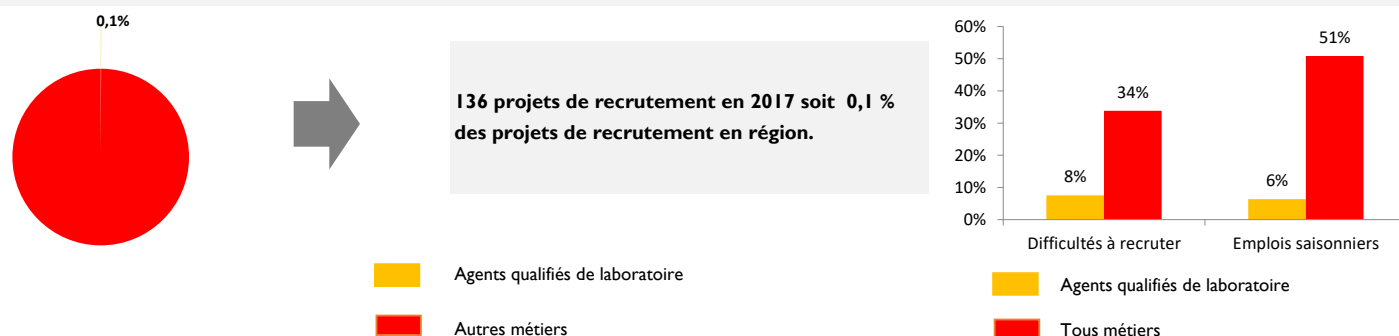 0,1%
136 projets de recrutement en 2017 soit  0,1 %
des projets de recrutement en région.
Agents qualifiés de laboratoire
Autres métiers
60%
50%
40%
30%
20%
10%
0%
8%
34%
6%
51%
Difficultés à recruter
Emplois saisonniers
Agents qualifiés de laboratoire
Tous métiers